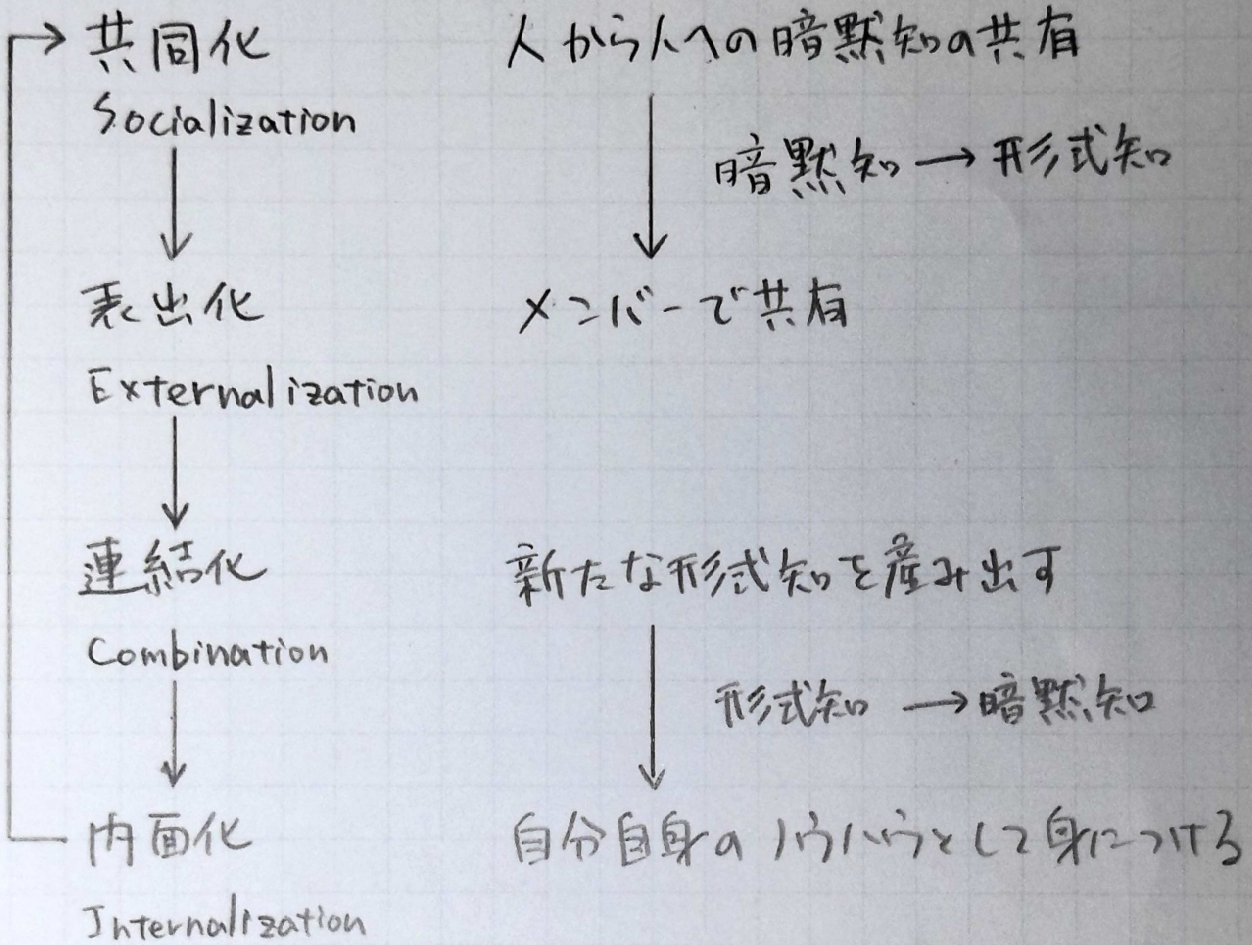 共同化 人から人への暗黙知の共有
Socialization
暗黙知→形式知
表出化 メンバーで共有
Externalization
連結化 新たな形式知を産み出す
Combination
形式知→暗黙知
内面化 自分自身のノウハウとして身につける
Internalization